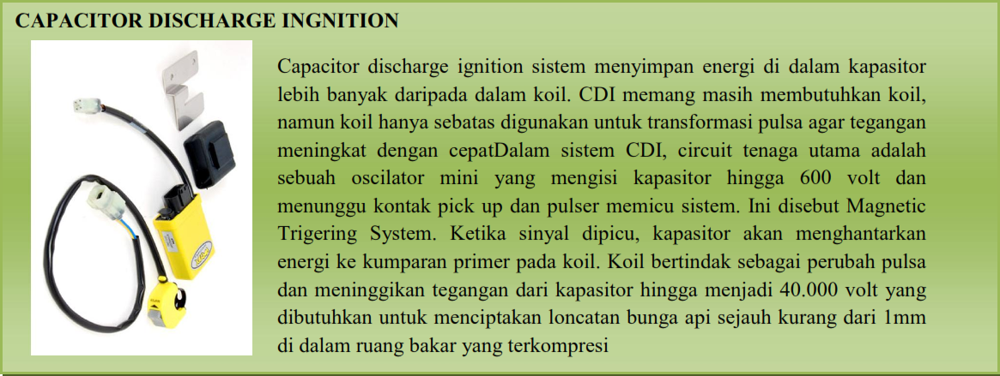 CAPACITOR DISCHARGE INGNITION
Capacitor discharge ignition sistem menyimpan energi di dalam kapasitor
lebih banyak daripada dalam koil. CDI memang masih membutuhkan koil,
namun koil hanya sebatas digunakan untuk transformasi pulsa agar tegangan
meningkat dengan cepatDalam sistem CDI, circuit tenaga utama adalah
sebuah oscilator mini yang mengisi kapasitor hingga 600 volt dan
menunggu kontak pick up dan pulser memicu sistem. Ini disebut Magnetic
Trigering System. Ketika sinyal dipicu, kapasitor akan menghantarkan
energi ke kumparan primer pada koil. Koil bertindak sebagai perubah pulsa
dan meninggikan tegangan dari kapasitor hingga menjadi 40.000 volt yang
dibutuhkan untuk menciptakan loncatan bunga api sejauh kurang dari 1mm
di dalam ruang bakar yang terkompresi